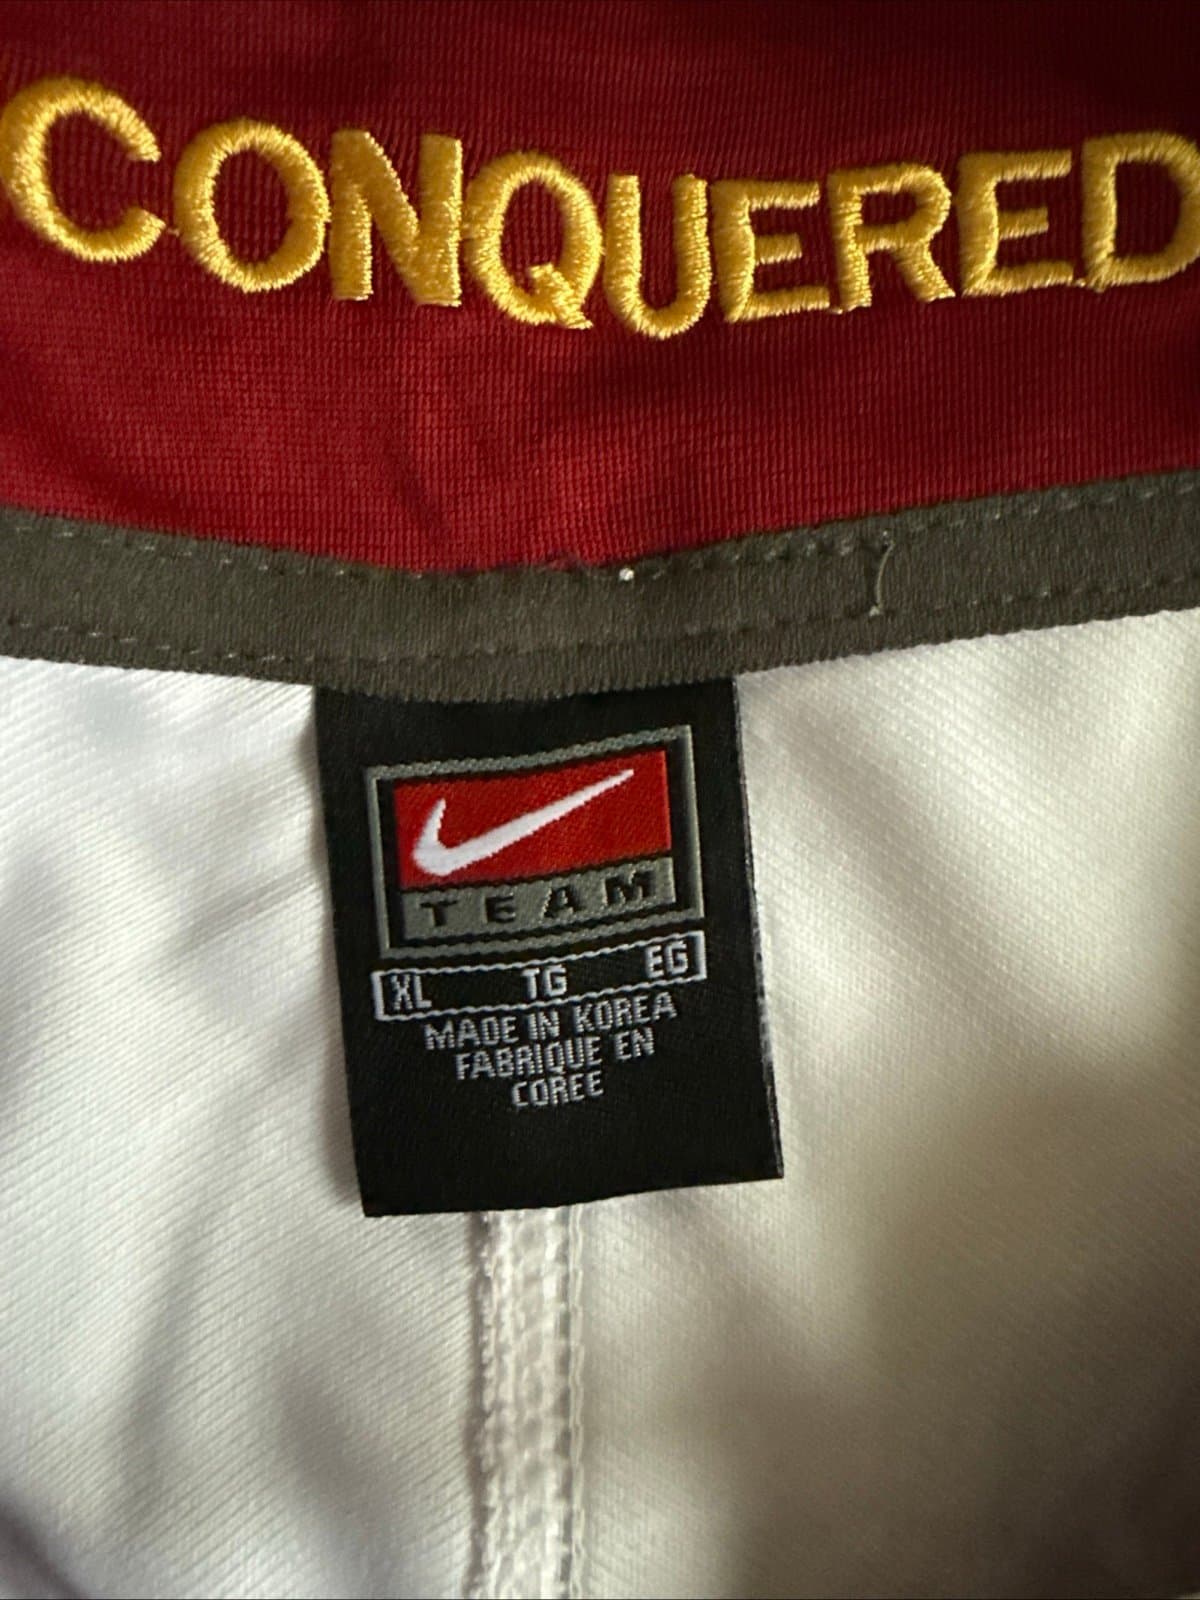 CONQUERED
TEAM
XL TG EG
MADE IN KOREA
FABRIQUE EN
COREE